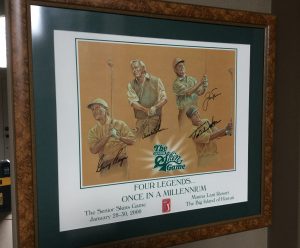 The
Skins
Game
FOUR LEGENDS...
ONCE IN A MILLENNIUM
The Senior Skins Game
January 28-30, 2000
Mauna Lani Resort
The Big Island of Hawaii